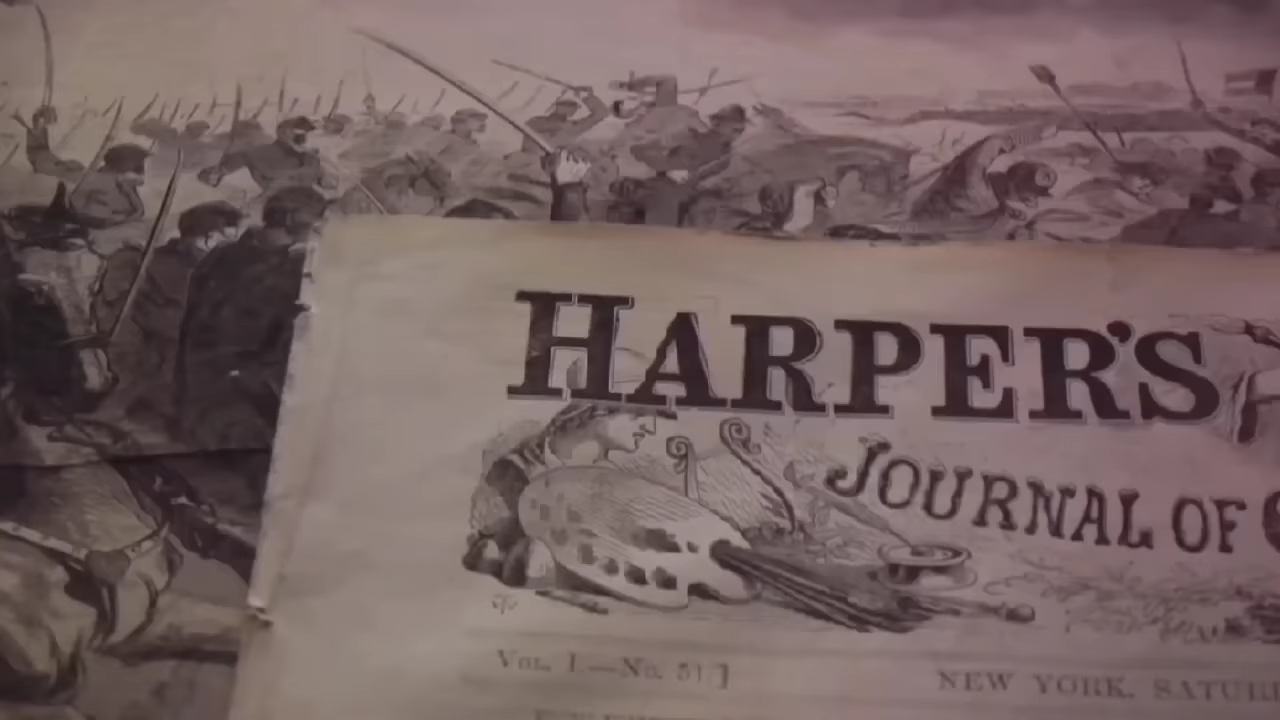 HARPER'S
JOURNAL OF
VOL. I.—No. 51]
NEW YORK, SATUR